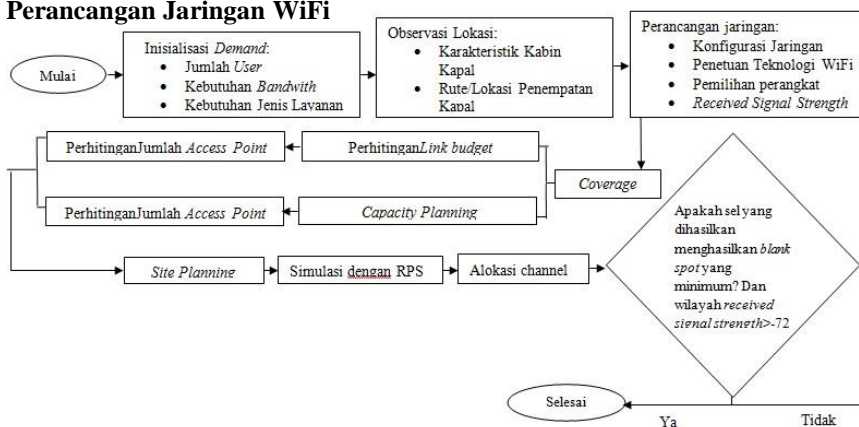 Perancangan Jaringan WiFi
Mulai
Inisialisasi Demand:
• Jumlah User
• Kebutuhan Bandwith
• Kebutuhan Jenis Layanan
Observasi Lokasi:
• Karakteristik Kabin
Kapal
• Rute/Lokasi Penempatan
Kapal
Perancangan jaringan:
• Konfigurasi Jaringan
• Penetuan Teknologi WiFi
• Pemilihan perangkat
• Received Signal Strength
PerhitinganJumlah Access Point
PerhitinganLink budget
Coverage
PerhitinganJumlah Access Point
Capacity Planning
Site Planning
Simulasi dengan RPS
Alokasi channel
Apakah sel yang
dihasilkan
menghasilkan blank
spot yang
minimum? Dan
wilayah received
signal strength>-72
Selesai
Ya
Tidak